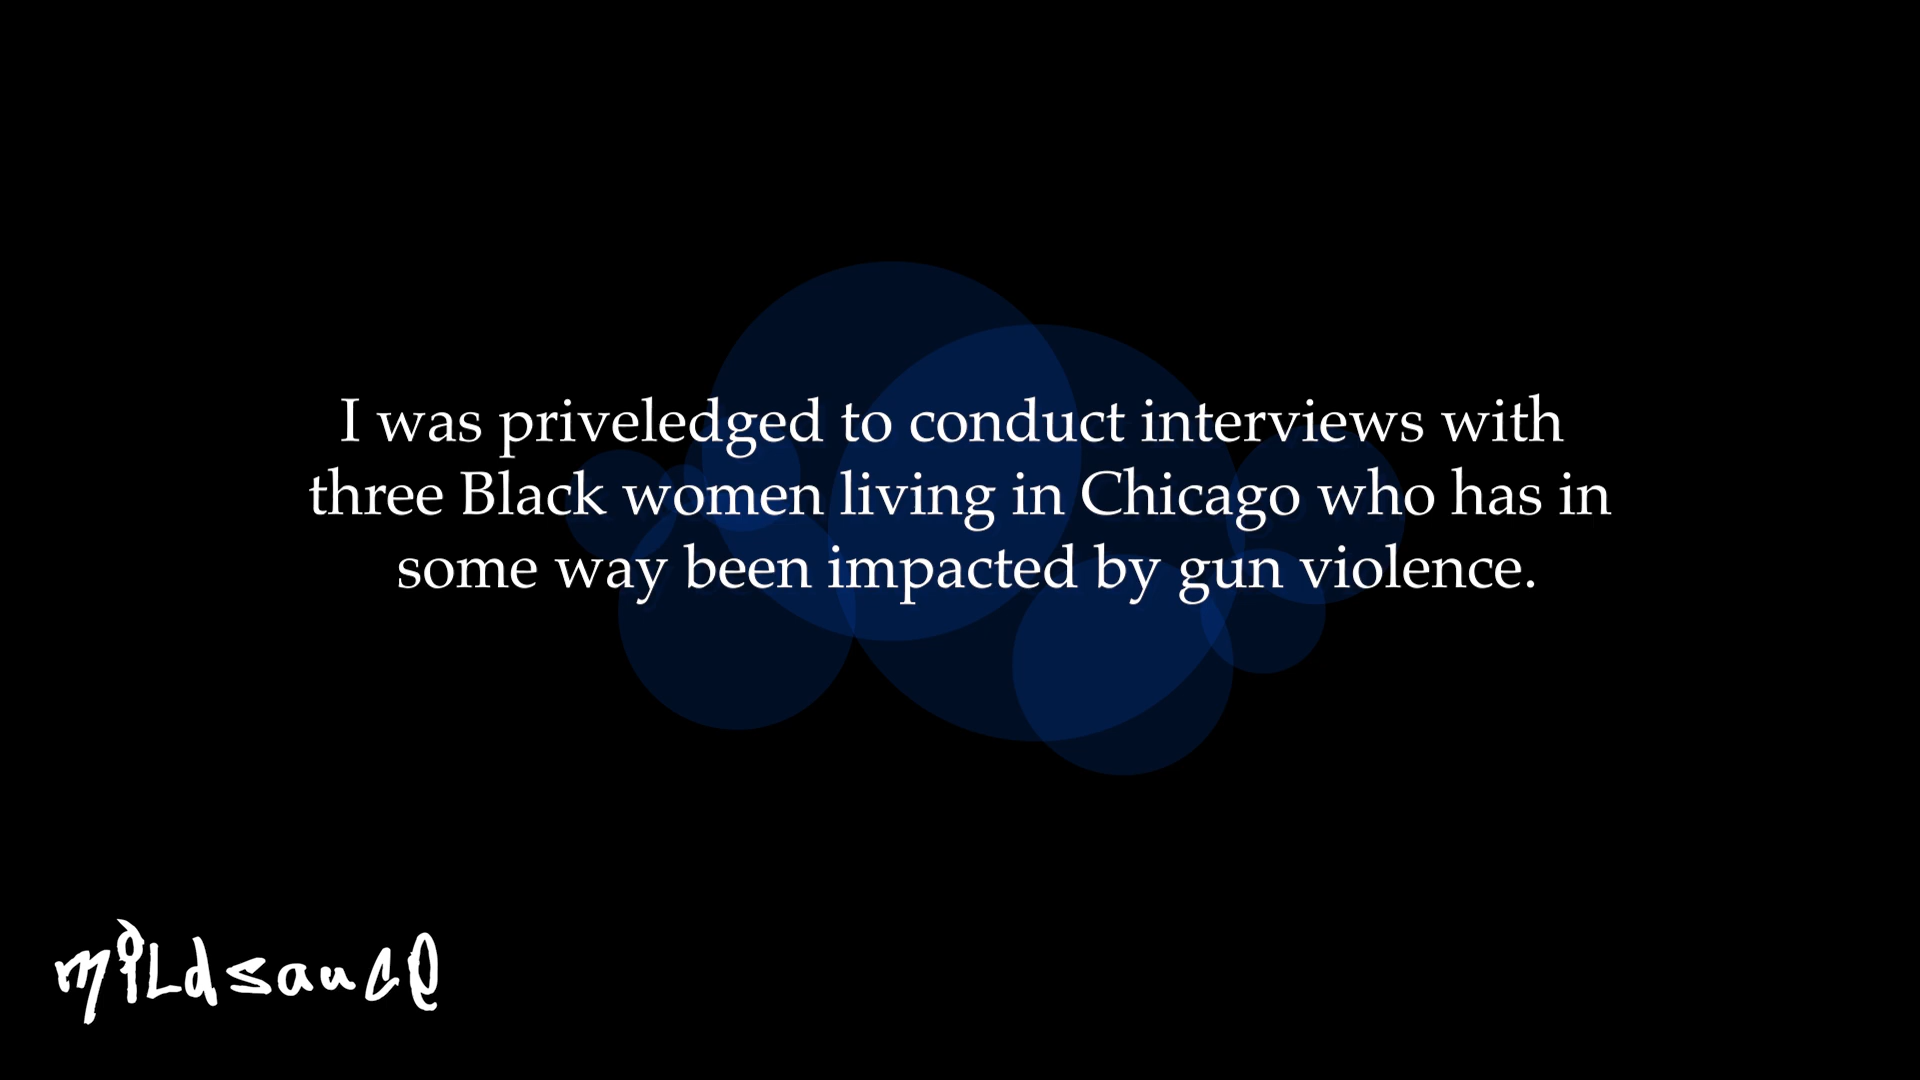 I was priveledged to conduct interviews with
three Black women living in Chicago who has in
some way been impacted by gun violence.
mildsauce